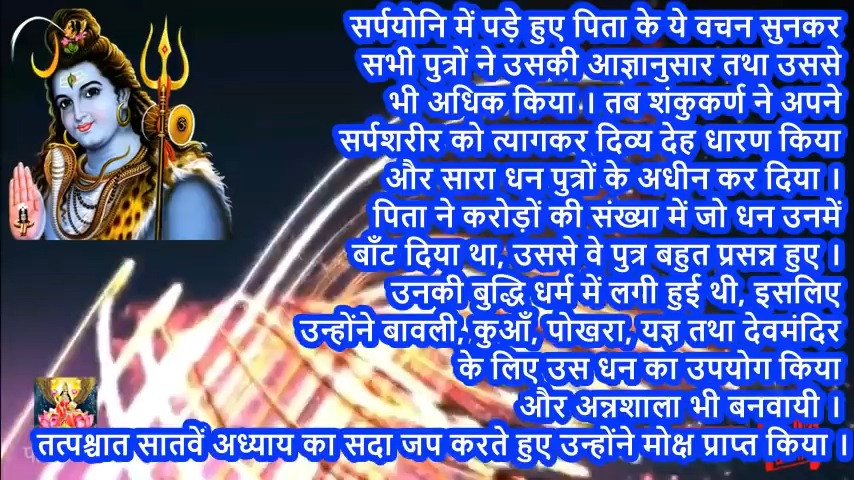 सर्पयोनि में पड़े हुए पिता के ये वचन सुनकर
सभी पुत्रों ने उसकी आज्ञानुसार तथा उससे
भी अधिक किया । तब शंकुकर्ण ने अपने
सर्पशरीर को त्यागकर दिव्य देह धारण किया
और सारा धन पुत्रों के अधीन कर दिया ।
पिता ने करोड़ों की संख्या में जो धन उनमें
बाँट दिया था, उससे वे पुत्र बहुत प्रसन्न हुए ।
उनकी बुद्धि धर्म में लगी हुई थी, इसलिए
उन्होंने बावली, कुआँ, पोखरा, यज्ञ तथा देवमंदिर
के लिए उस धन का उपयोग किया
और अन्नशाला भी बनवायी ।
तत्पश्चात सातवें अध्याय का सदा जप करते हुए उन्होंने मोक्ष प्राप्त किया ।